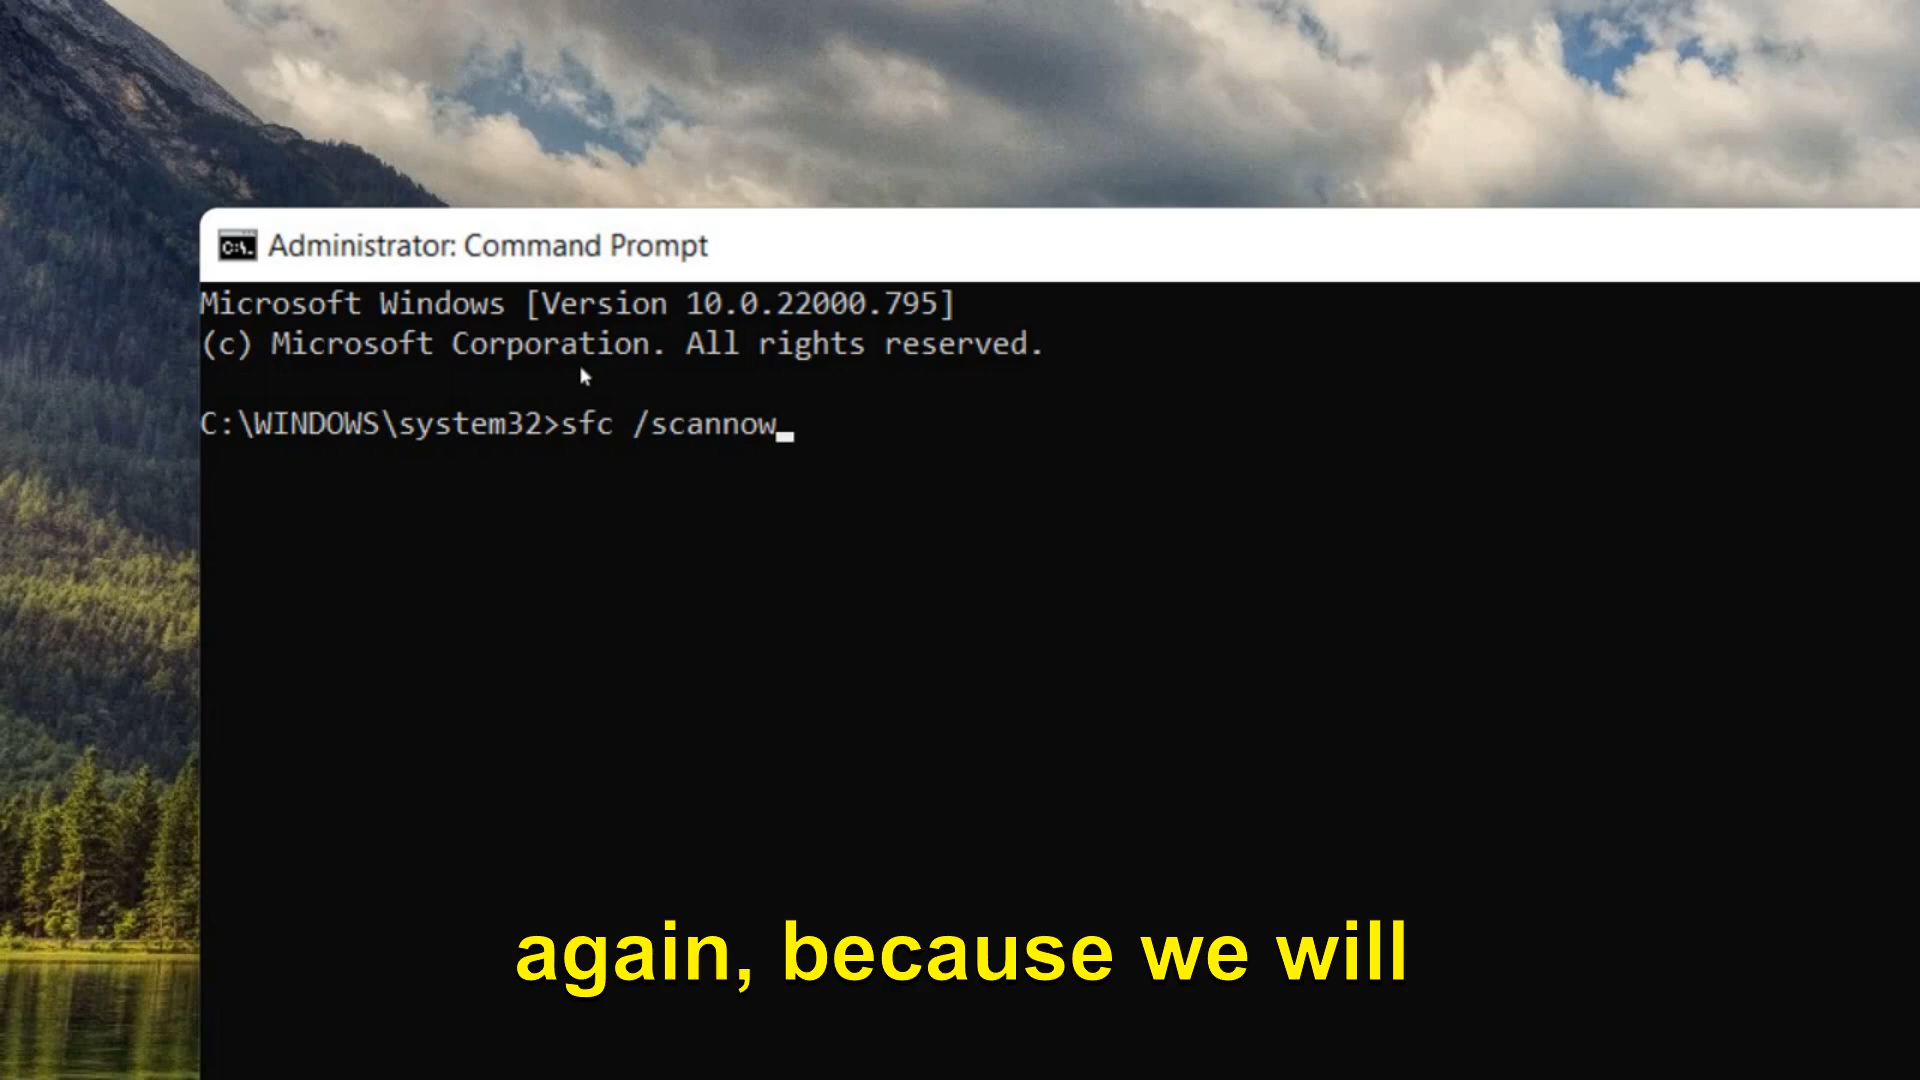 Administrator: Command Prompt
Microsoft Windows [Version 10.0.22000.795]
(c) Microsoft Corporation. All rights reserved.
C:\WINDOWS\system32>sfc /scannow
again, because we will